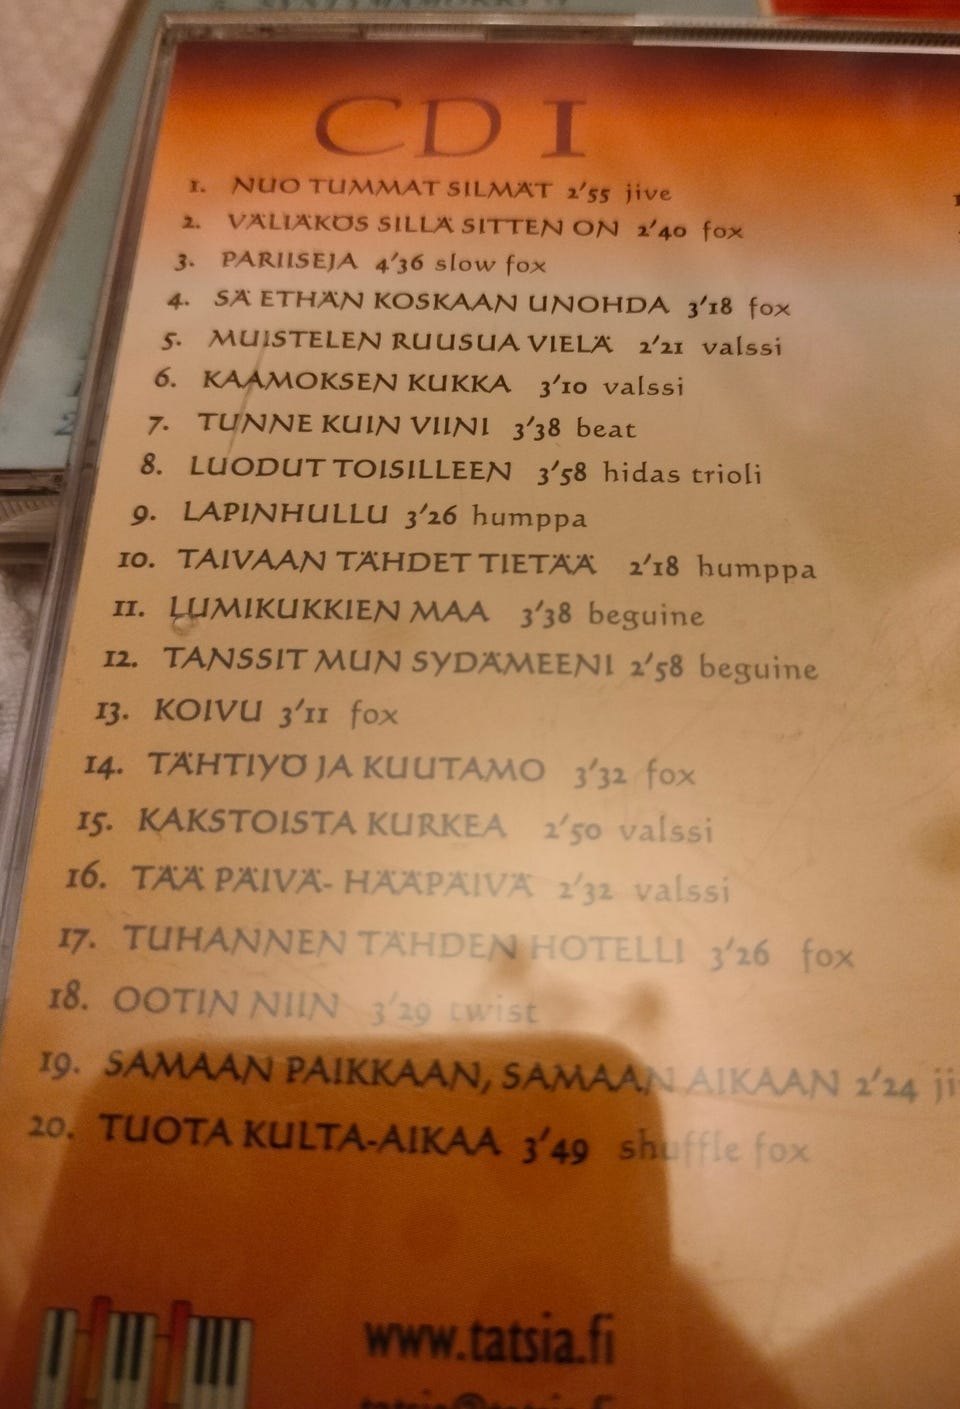 CD I
1. NUO TUMMAT SILMÄT 2'55 jive
2. VÄLIÄKÖS SILLÄ SITTEN ON 2'40 fox
3. PARIISEJA 4'36 slow fox
4. SÄ ETHÄN KOSKAAN UNOHDA 3'18 fox
5. MUISTELEN RUUSUA VIELÄ 2'21 valssi
6. KAAMOKSEN KUKKA 3'10 valssi
7. TUNNE KUIN VIINI 3'38 beat
8. LUODUT TOISILLEEN 3'58 hidas trioli
9. LAPINHULLU 3'26 humppa
10. TAIVAAN TÄHDET TIETÄÄ 2'18 humppa
11. LUMIKUKKIEN MAA 3'38 beguine
12. TANSSIT MUN SYDÄMEENI 2'58 beguine
13. KOIVU 3'11 fox
14. TÄHTIYÖ JA KUUTAMO 3'32 fox
15. KAKSTOISTA KURKEA 2'50 valssi
16. TÄÄ PÄIVÄ- HÄÄPÄIVÄ 2'32 valssi
17. TUHANNEN TÄHDEN HOTELLI 3'26 fox
18. OOTIN NIIN 3'29 twist
19. SAMAAN PAIKKAAN, SAMAAN AIKAAN 2'24
20. TUOTA KULTA-AIKAA 3'49 shuffle fox
www.tatsia.fi